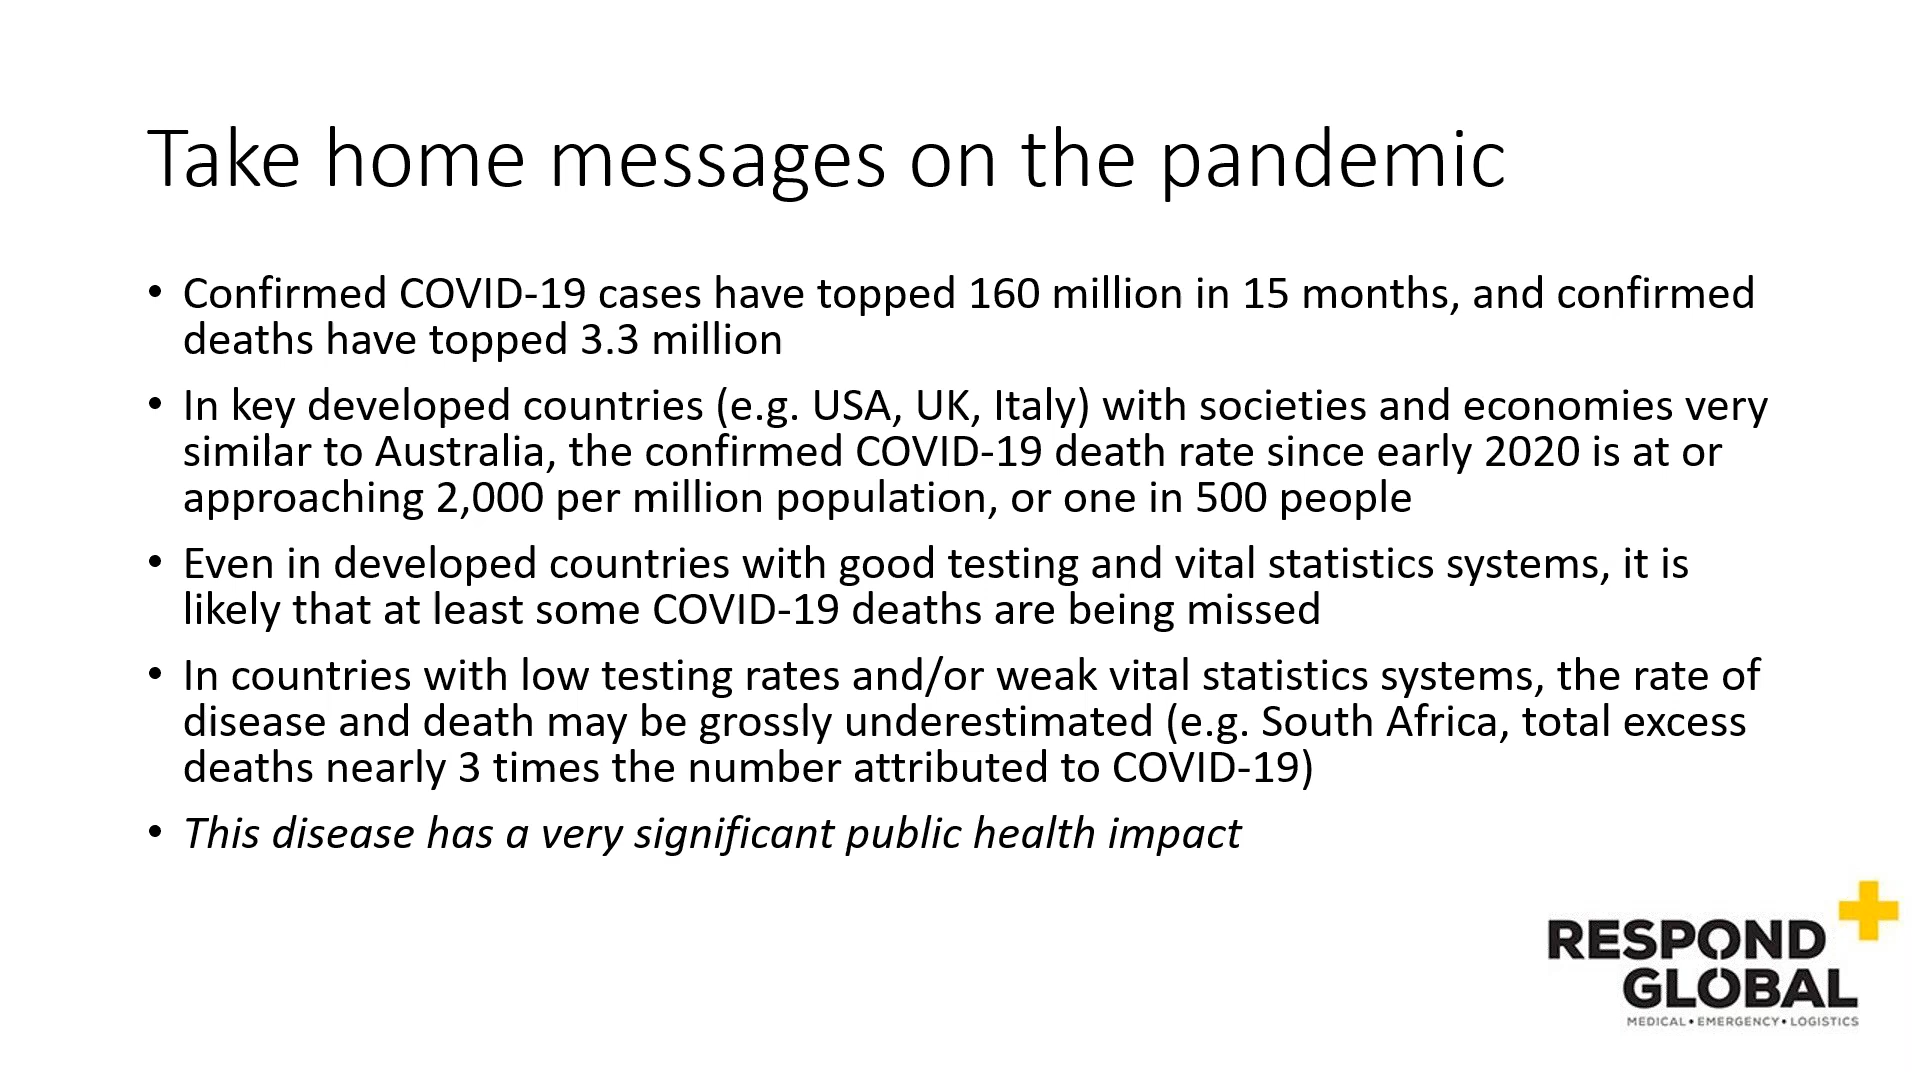 Take home messages on the pandemic
• Confirmed COVID-19 cases have topped 160 million in 15 months, and confirmed
deaths have topped 3.3 million
• In key developed countries (e.g. USA, UK, Italy) with societies and economies very
similar to Australia, the confirmed COVID-19 death rate since early 2020 is at or
approaching 2,000 per million population, or one in 500 people
• Even in developed countries with good testing and vital statistics systems, it is
likely that at least some COVID-19 deaths are being missed
• In countries with low testing rates and/or weak vital statistics systems, the rate of
disease and death may be grossly underestimated (e.g. South Africa, total excess
deaths nearly 3 times the number attributed to COVID-19)
• This disease has a very significant public health impact
RESPOND
GLOBAL
MEDICAL • EMERGENCY • LOGISTICS